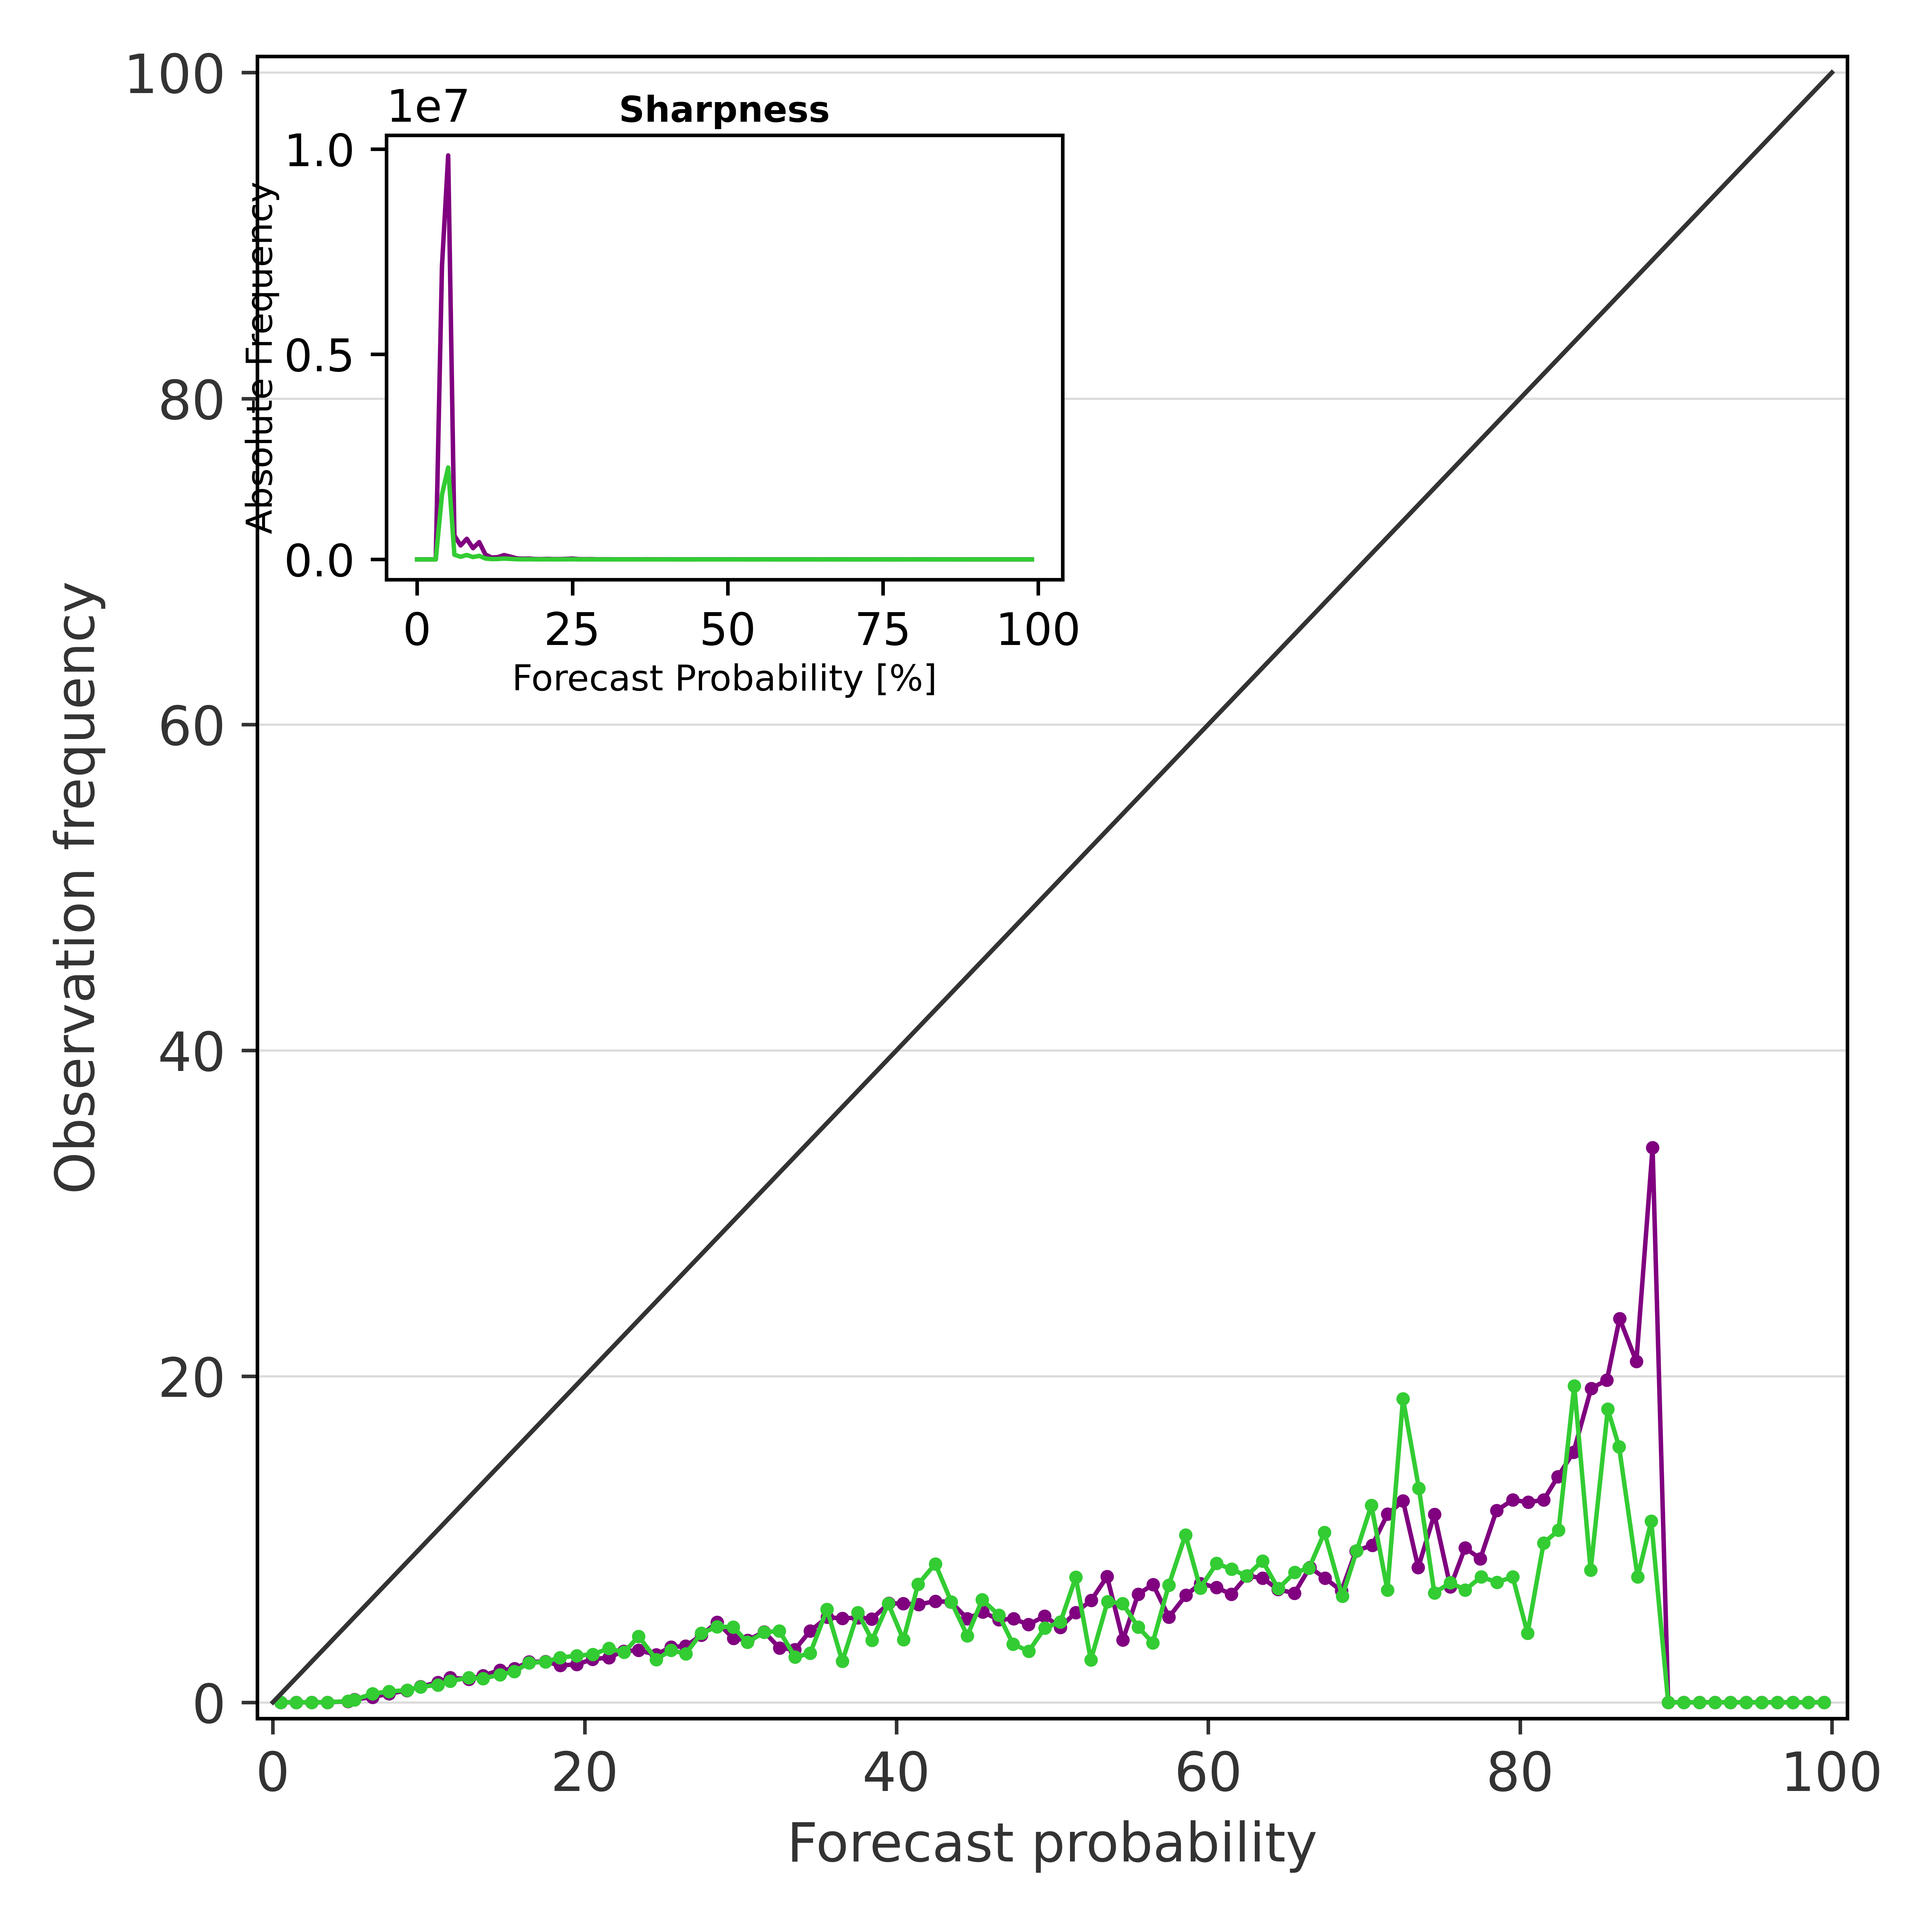 100
80
60
40
20
0
Observation frequency
1e7
Sharpness
1.0
0.5
0.0
Absolute Frequency
0 25 50 75 100
Forecast Probability [%]
0 20 40 60 80 100
Forecast probability